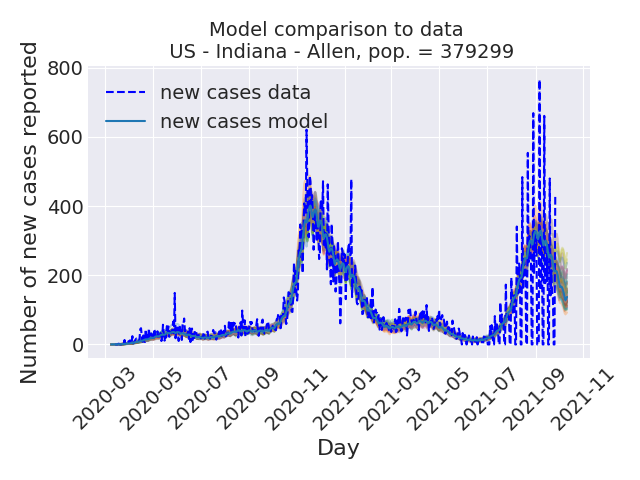 Model comparison to data
US - Indiana - Allen, pop. = 379299
Number of new cases reported
800
600
400
200
0
new cases data
new cases model
2020-03
2020-05
2020-07
2020-09
2020-11
2021-01
2021-03
2021-05
2021-07
2021-09
2021-11
Day